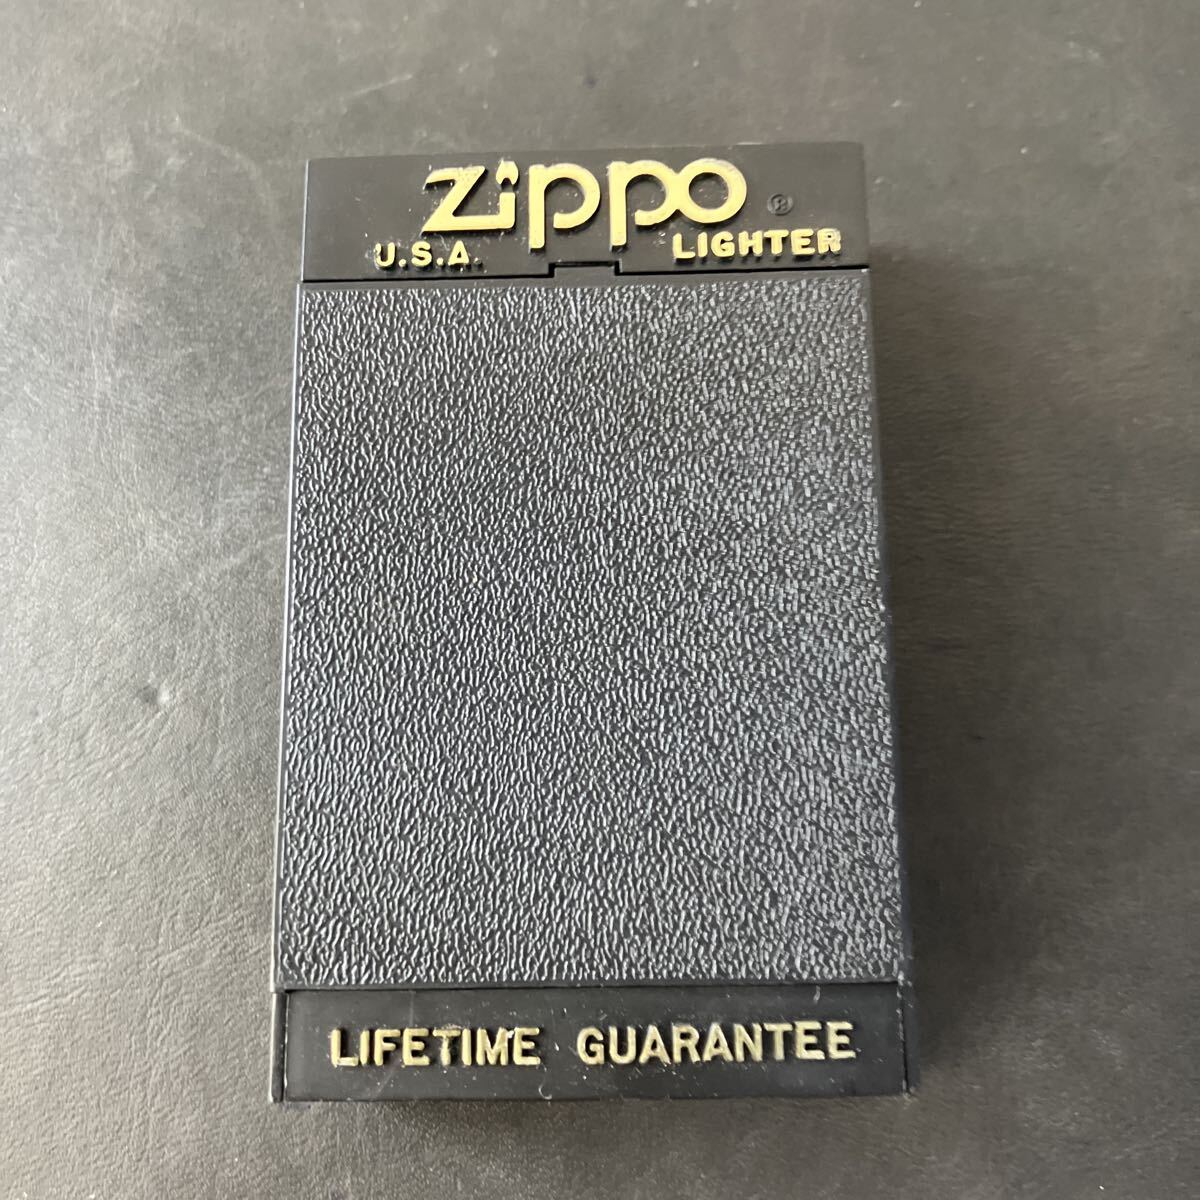 Zippo ®
U.S.A. LIGHTER
LIFETIME GUARANTEE